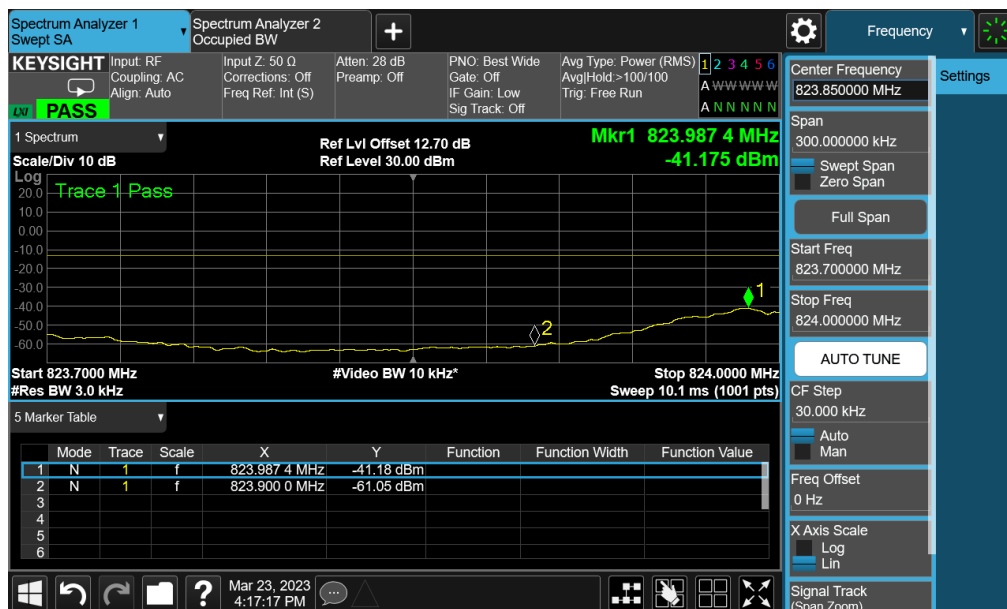 Spectrum Analyzer 1
Swept SA
Spectrum Analyzer 2
Occupied BW
+
Frequency
KEYSIGHT
LXI
PASS
Input: RF
Coupling: AC
Align: Auto
Input Z: 50 Ω
Corrections: Off
Freq Ref: Int (S)
Atten: 28 dB
Preamp: Off
PNO: Best Wide
Gate: Off
IF Gain: Low
Sig Track: Off
Avg Type: Power (RMS)
Avg|Hold:>100/100
Trig: Free Run
1 2 3 4 5 6
A W W W W W
A N N N N N
1 Spectrum
Scale/Div 10 dB
Ref Lvl Offset 12.70 dB
Ref Level 30.00 dBm
Mkr1 823.987 4 MHz
-41.175 dBm
Log
Trace 1 Pass
20.0
10.0
0.00
-10.0
-20.0
-30.0
-40.0
-50.0
-60.0
1
2
Start 823.7000 MHz
#Video BW 10 kHz*
Stop 824.0000 MHz
#Res BW 3.0 kHz
Sweep 10.1 ms (1001 pts)
5 Marker Table
Mode Trace Scale X Y Function Function Width Function Value
1 N 1 f 823.987 4 MHz -41.18 dBm
2 N 1 f 823.900 0 MHz -61.05 dBm
3
4
5
6
Center Frequency
823.850000 MHz
Settings
Span
300.000000 kHz
Swept Span
Zero Span
Full Span
Start Freq
823.700000 MHz
Stop Freq
824.000000 MHz
AUTO TUNE
CF Step
30.000 kHz
Auto
Man
Freq Offset
0 Hz
X Axis Scale
Log
Lin
Signal Track
(Span Zoom)
?
Mar 23, 2023
4:17:17 PM